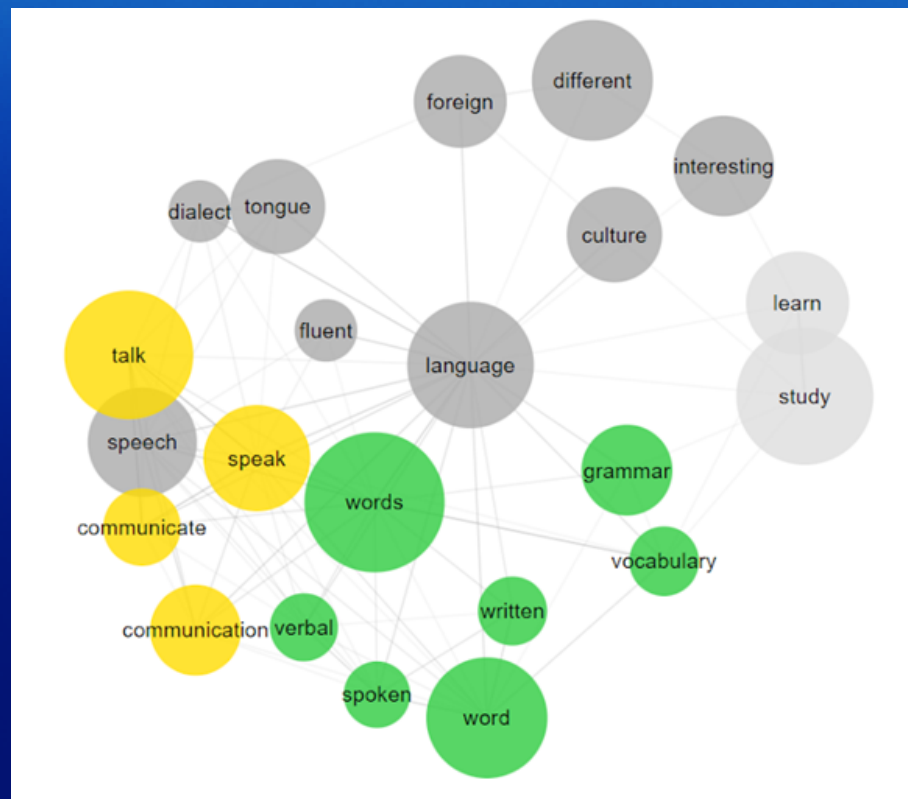 different
foreign
interesting
dialect
tongue
culture
learn
fluent
talk
language
study
speech
speak
grammar
words
communicate
vocabulary
written
communication
verbal
spoken
word